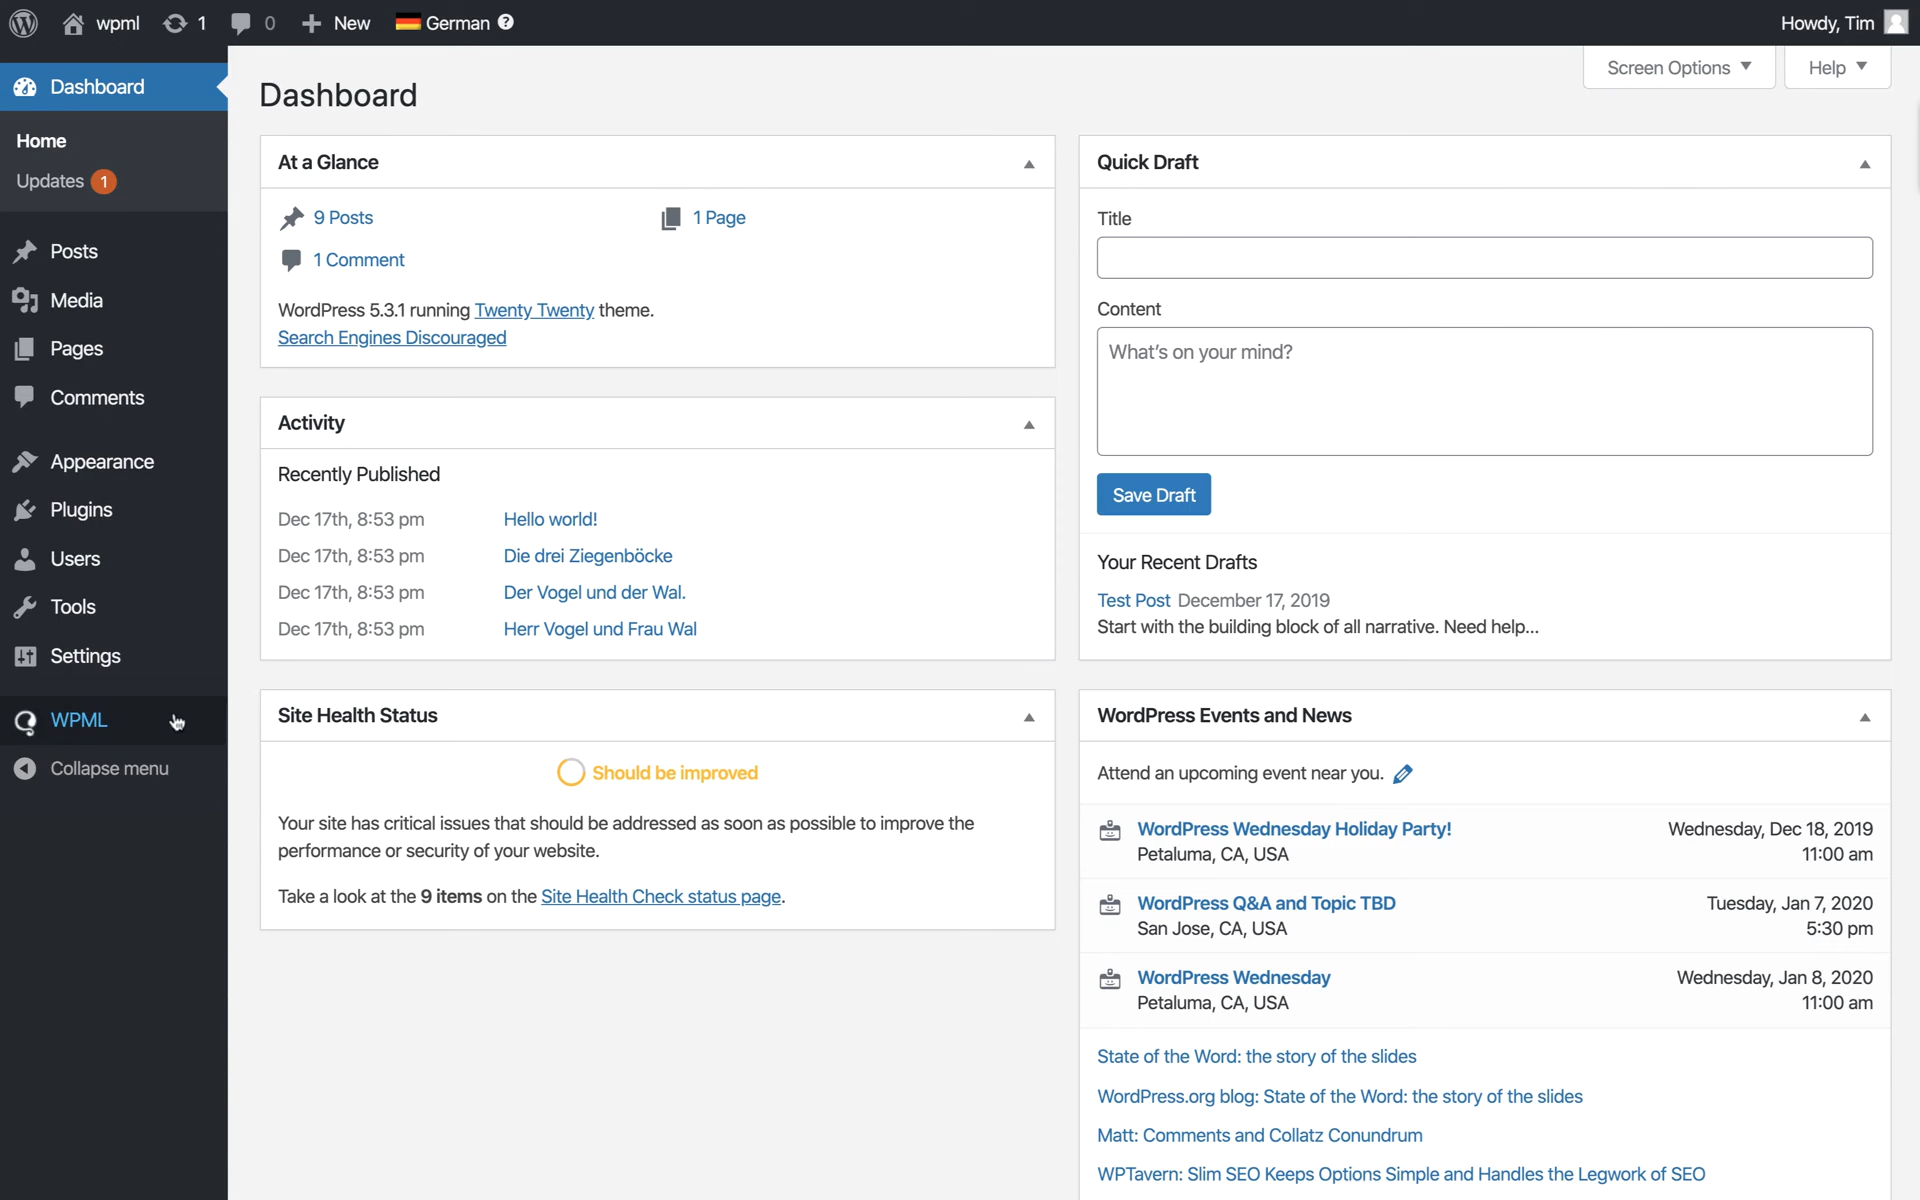 wpml 1 0 New German ?
Howdy, Tim
Dashboard
Home
Updates 1
Posts
Media
Pages
Comments
Appearance
Plugins
Users
Tools
Settings
WPML
Collapse menu
Screen Options
Help
Dashboard
At a Glance
9 Posts
1 Page
1 Comment
WordPress 5.3.1 running Twenty Twenty theme.
Search Engines Discouraged
Activity
Recently Published
Dec 17th, 8:53 pm Hello world!
Dec 17th, 8:53 pm Die drei Ziegenböcke
Dec 17th, 8:53 pm Der Vogel und der Wal.
Dec 17th, 8:53 pm Herr Vogel und Frau Wal
Site Health Status
Should be improved
Your site has critical issues that should be addressed as soon as possible to improve the
performance or security of your website.
Take a look at the 9 items on the Site Health Check status page.
Quick Draft
Title
Content
What's on your mind?
Save Draft
Your Recent Drafts
Test Post December 17, 2019
Start with the building block of all narrative. Need help…
WordPress Events and News
Attend an upcoming event near you.
WordPress Wednesday Holiday Party! Wednesday, Dec 18, 2019
Petaluma, CA, USA 11:00 am
WordPress Q&A and Topic TBD Tuesday, Jan 7, 2020
San Jose, CA, USA 5:30 pm
WordPress Wednesday Wednesday, Jan 8, 2020
Petaluma, CA, USA 11:00 am
State of the Word: the story of the slides
WordPress.org blog: State of the Word: the story of the slides
Matt: Comments and Collatz Conundrum
WPTavern: Slim SEO Keeps Options Simple and Handles the Legwork of SEO